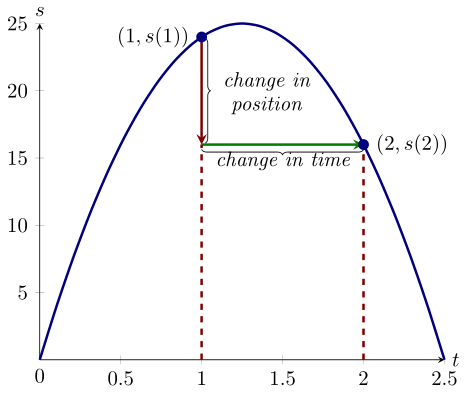 s
25
(1, s(1))
change in
position
20
(2, s(2))
15
change in time
10
5
0
0.5
1
1.5
2
2.5
t